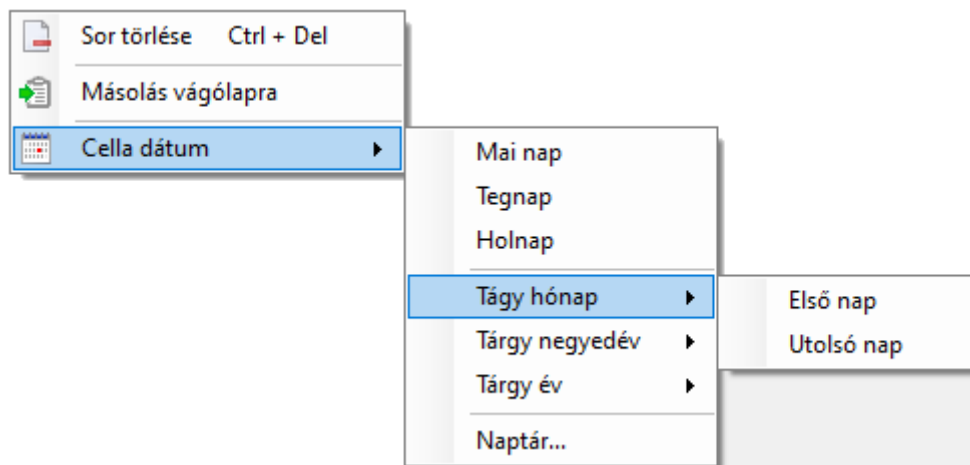 Sor törlése Ctrl + Del
Másolás vágólapra
Cella dátum
Mai nap
Tegnap
Holnap
Tágy hónap
Tárgy negyedév
Tárgy év
Naptár...
Első nap
Utolsó nap